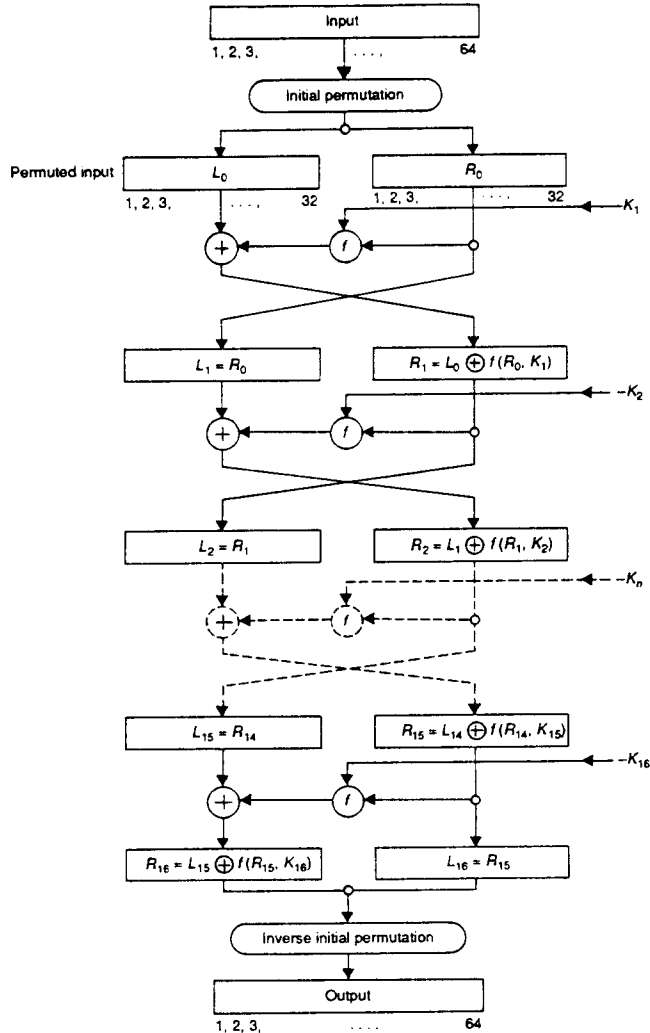 Input
1, 2, 3, . . . . , 64
Initial permutation
Permuted input
L₀
R₀
1, 2, 3, . . . . , 32
1, 2, 3, . . . . , 32
K₁
+
f
L₁ = R₀
R₁ = L₀ ⊕ f(R₀, K₁)
K₂
+
f
L₂ = R₁
R₂ = L₁ ⊕ f(R₁, K₂)
Kₙ
+
f
L₁₅ = R₁₄
R₁₅ = L₁₄ ⊕ f(R₁₄, K₁₅)
K₁₆
+
f
R₁₆ = L₁₅ ⊕ f(R₁₅, K₁₆)
L₁₆ = R₁₅
Inverse initial permutation
Output
1, 2, 3, . . . . 64